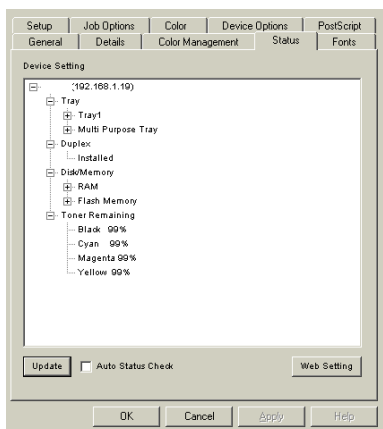 Setup Job Options Color Device Options PostScript
General Details Color Management Status Fonts
Device Setting
(192.168.1.19)
Tray
Tray1
Multi Purpose Tray
Duplex
Installed
Disk/Memory
RAM
Flash Memory
Toner Remaining
Black 99%
Cyan 99%
Magenta 99%
Yellow 99%
Update Auto Status Check Web Setting
OK Cancel Apply Help